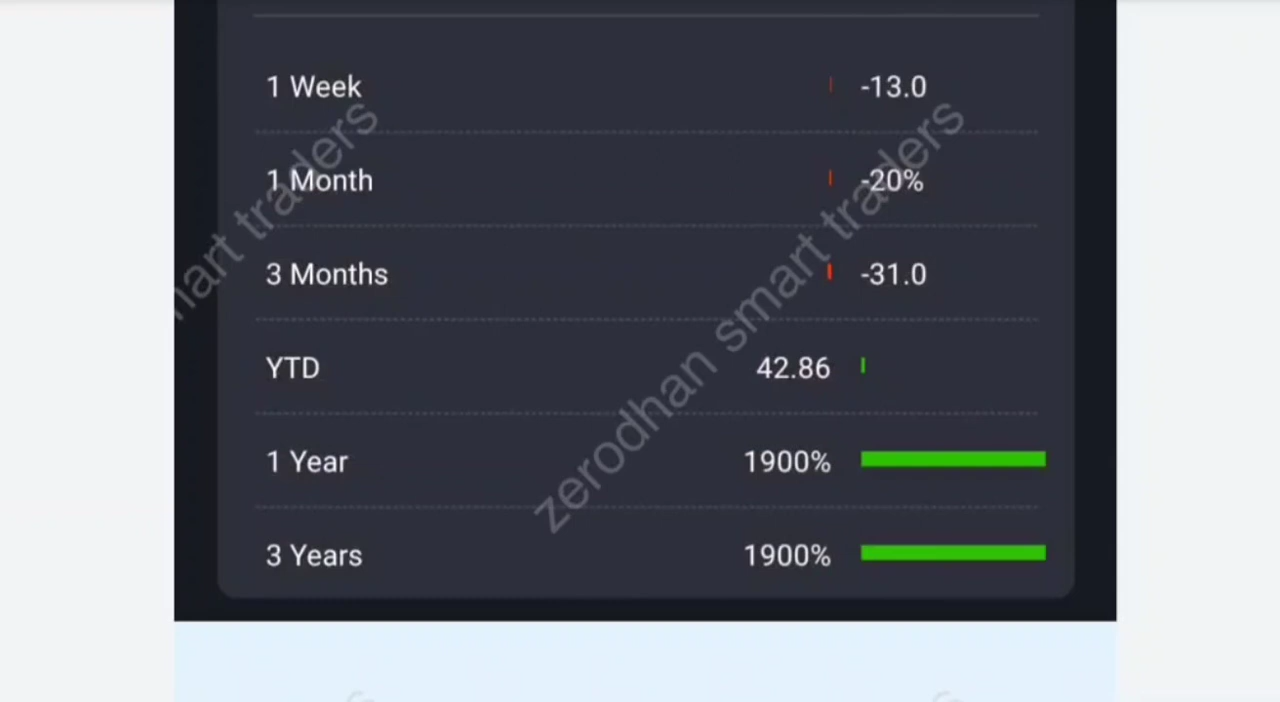 1 Week -13.0
1 Month -20%
3 Months -31.0
YTD 42.86
1 Year 1900%
3 Years 1900%
hart traders
zerodhan smart traders